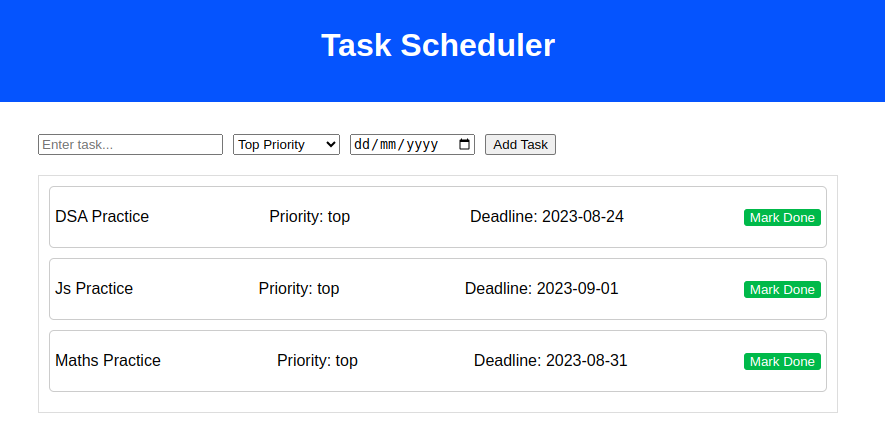 Task Scheduler
Enter task... Top Priority dd/mm/yyyy Add Task
DSA Practice Priority: top Deadline: 2023-08-24 Mark Done
Js Practice Priority: top Deadline: 2023-09-01 Mark Done
Maths Practice Priority: top Deadline: 2023-08-31 Mark Done